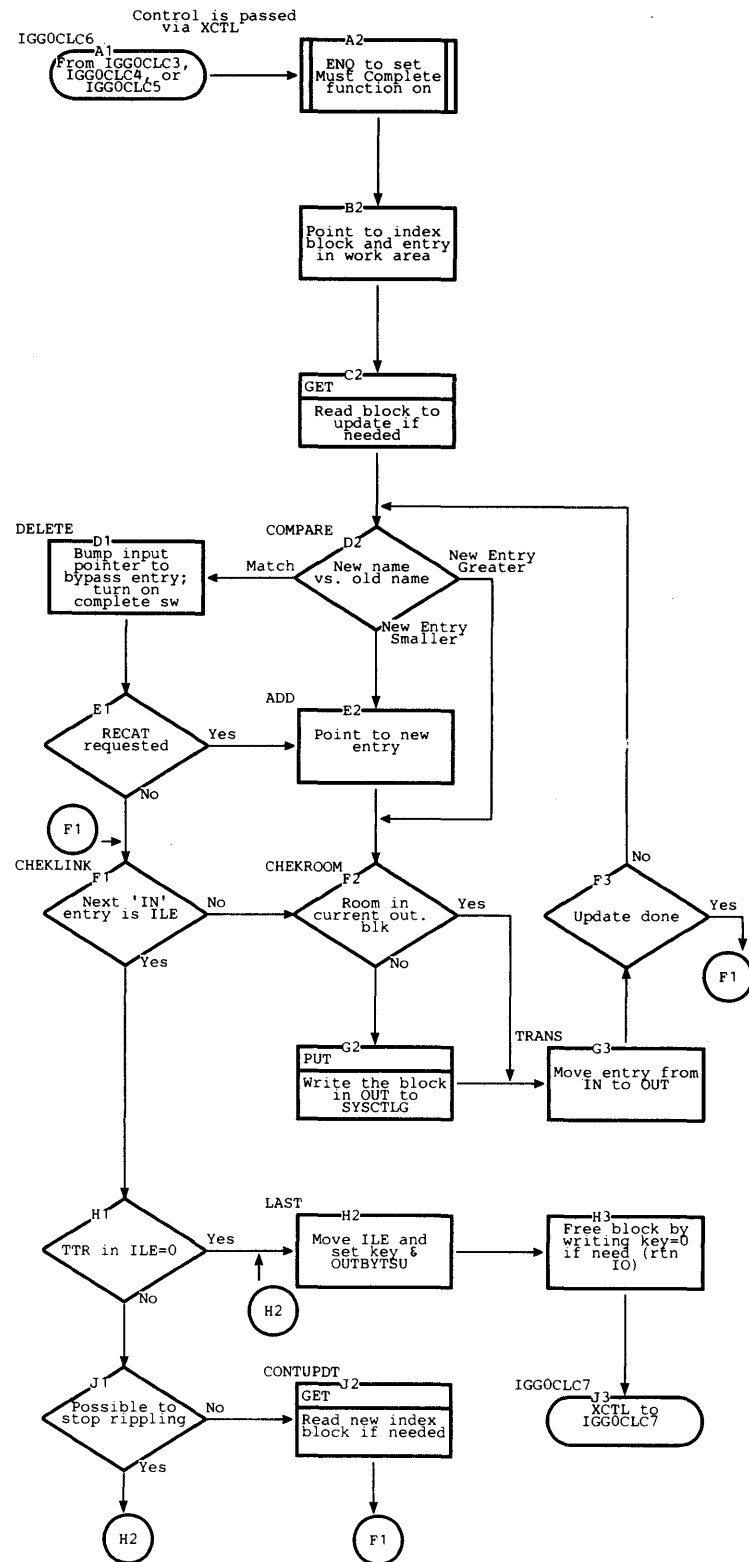 Control is passed
via XCTL
IGG0CLC6
A1
From IGG0CLC3,
IGG0CLC4, or
IGG0CLC5
A2
ENQ to set
Must Complete
function on
B2
Point to index
block and entry
in work area
C2
GET
Read block to
update if
needed
DELETE
D1
Bump input
pointer to
bypass entry;
turn on
complete sw
Match
COMPARE
D2
New name
vs. old name
New Entry
Greater
New Entry
Smaller
E1
RECAT
requested
Yes
No
ADD
E2
Point to new
entry
F1
CHEKLINK
F1
Next 'IN'
entry is ILE
No
Yes
CHEKROOM
F2
Room in
current out.
blk
Yes
No
F3
Update done
No
Yes
F1
G2
PUT
Write the block
in OUT to
SYSCTLG
TRANS
G3
Move entry from
IN to OUT
H1
TTR in ILE=0
Yes
No
LAST
H2
Move ILE and
set key &
OUTBYTSU
H2
H3
Free block by
writing key=0
if need (rtn
IO)
J1
Possible to
stop rippling
No
Yes
CONTUPDT
J2
GET
Read new index
block if needed
IGG0CLC7
J3
XCTL to
IGG0CLC7
H2
F1